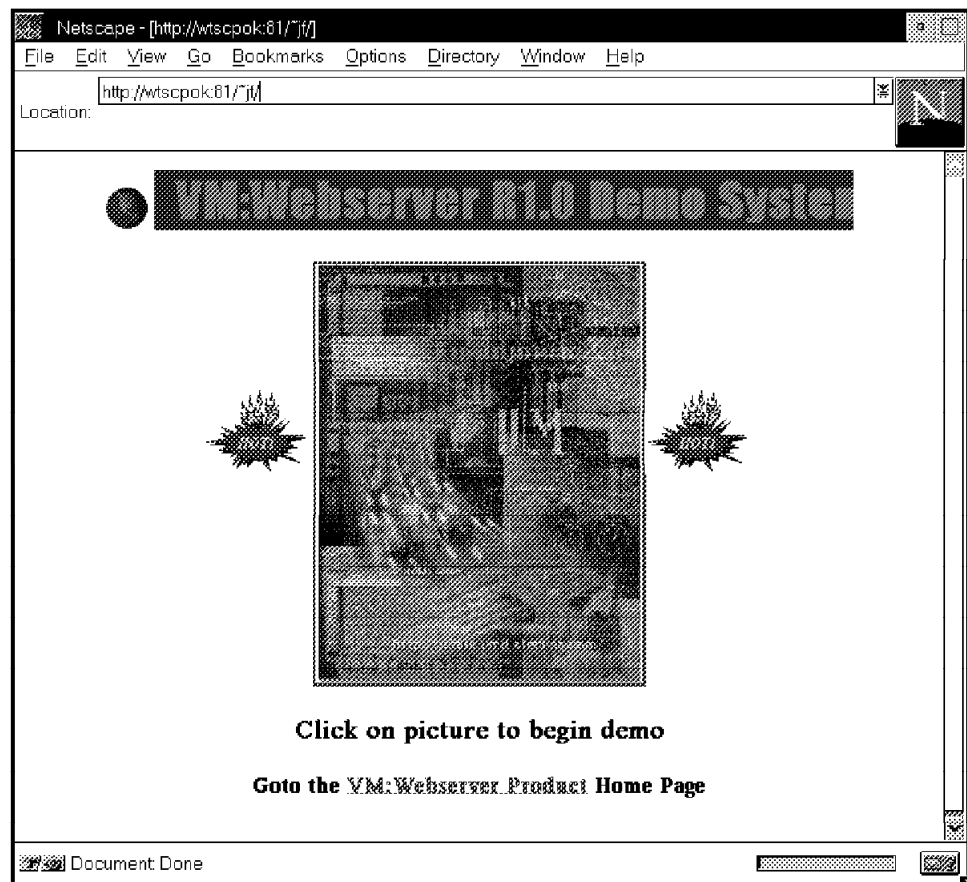 Netscape - [http://wtscpok:81/~jf/]
File Edit View Go Bookmarks Options Directory Window Help
Location: http://wtscpok:81/~jf/
N
VM:Webserver R1.0 Demo System
Click on picture to begin demo
Goto the VM:Webserver Product Home Page
Document: Done